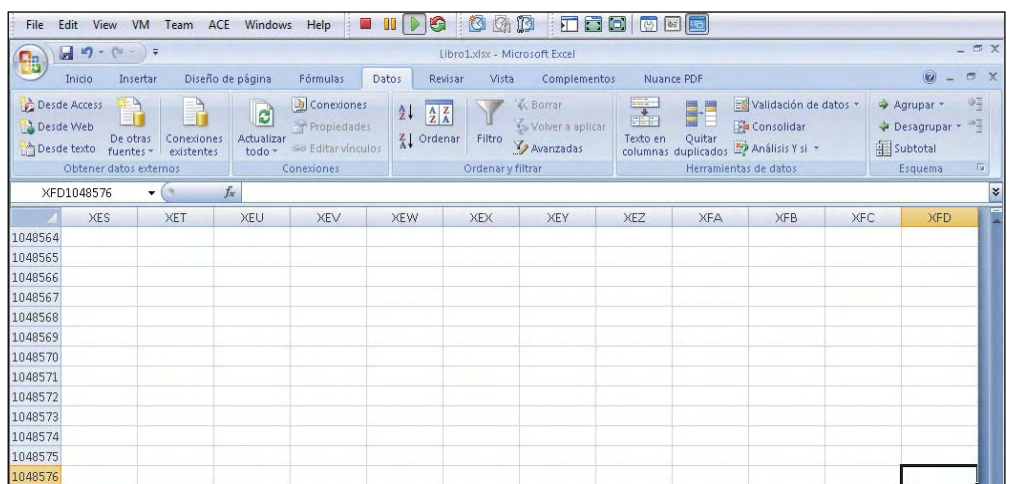 File Edit View VM Team ACE Windows Help
Libro1.xlsx - Microsoft Excel
Inicio Insertar Diseño de página Fórmulas Datos Revisar Vista Complementos Nuance PDF
Desde Access
Desde Web
Desde texto
De otras fuentes
Conexiones existentes
Obtener datos externos
Actualizar todo
Conexiones
Propiedades
Editar vínculos
Conexiones
Ordenar
Filtro
Borrar
Volver a aplicar
Avanzadas
Ordenar y filtrar
Texto en columnas
Quitar duplicados
Validación de datos
Consolidar
Análisis Y si
Herramientas de datos
Agrupar
Desagrupar
Subtotal
Esquema
XFD1048576 fx
XES XET XEU XEV XEW XEX XEY XEZ XFA XFB XFC XFD
1048564
1048565
1048566
1048567
1048568
1048569
1048570
1048571
1048572
1048573
1048574
1048575
1048576